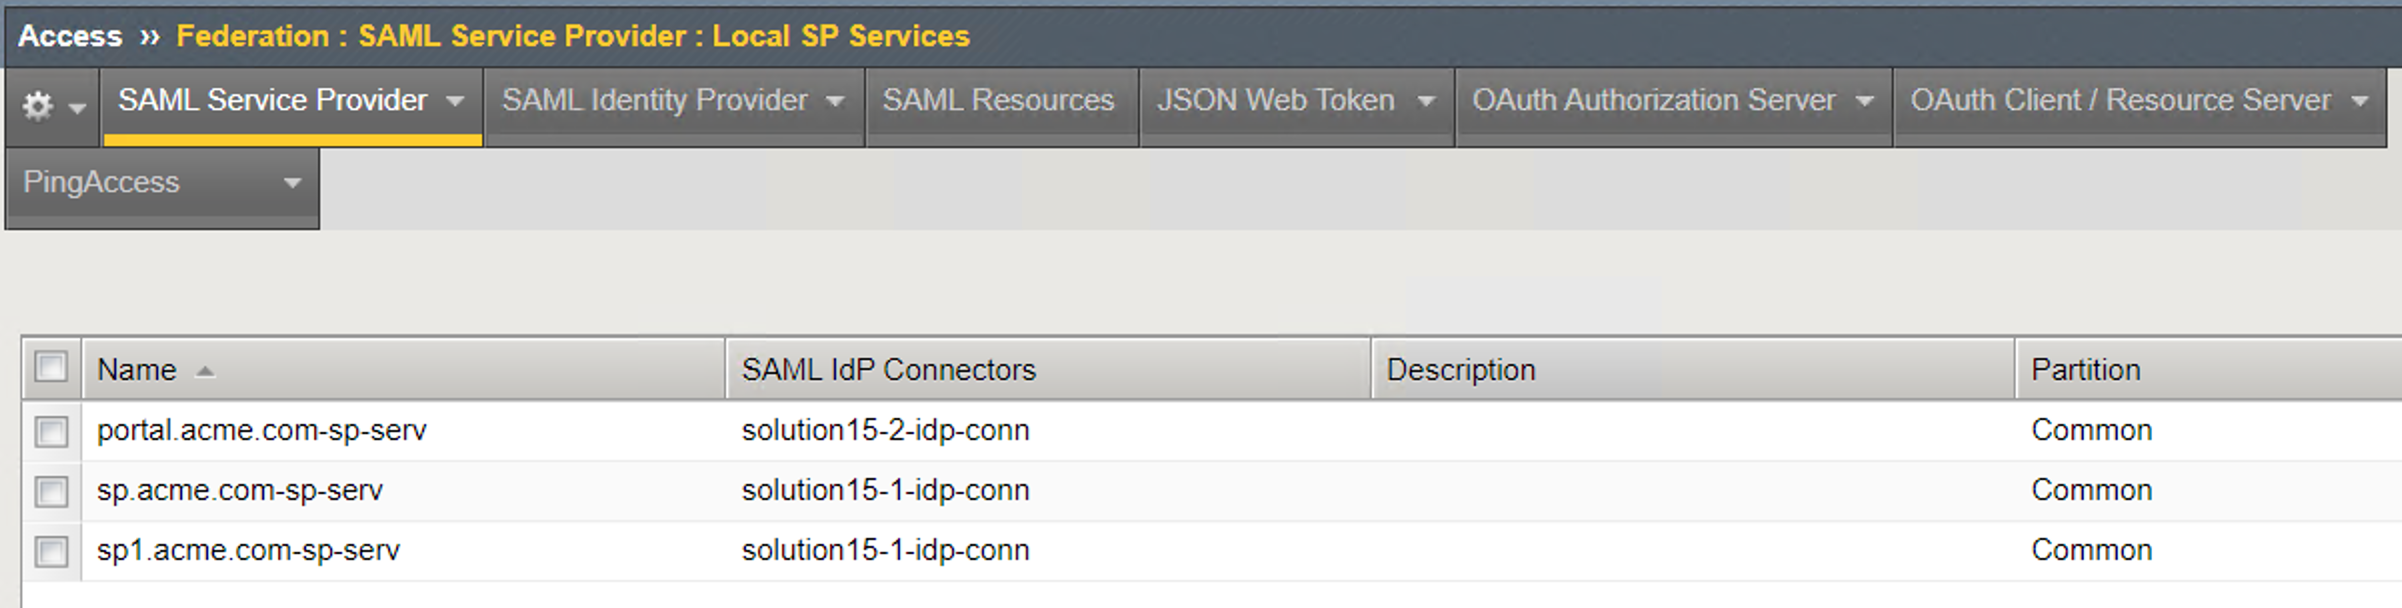 Access ›› Federation : SAML Service Provider : Local SP Services
SAML Service Provider SAML Identity Provider SAML Resources JSON Web Token OAuth Authorization Server OAuth Client / Resource Server
PingAccess
Name SAML IdP Connectors Description Partition
portal.acme.com-sp-serv solution15-2-idp-conn Common
sp.acme.com-sp-serv solution15-1-idp-conn Common
sp1.acme.com-sp-serv solution15-1-idp-conn Common